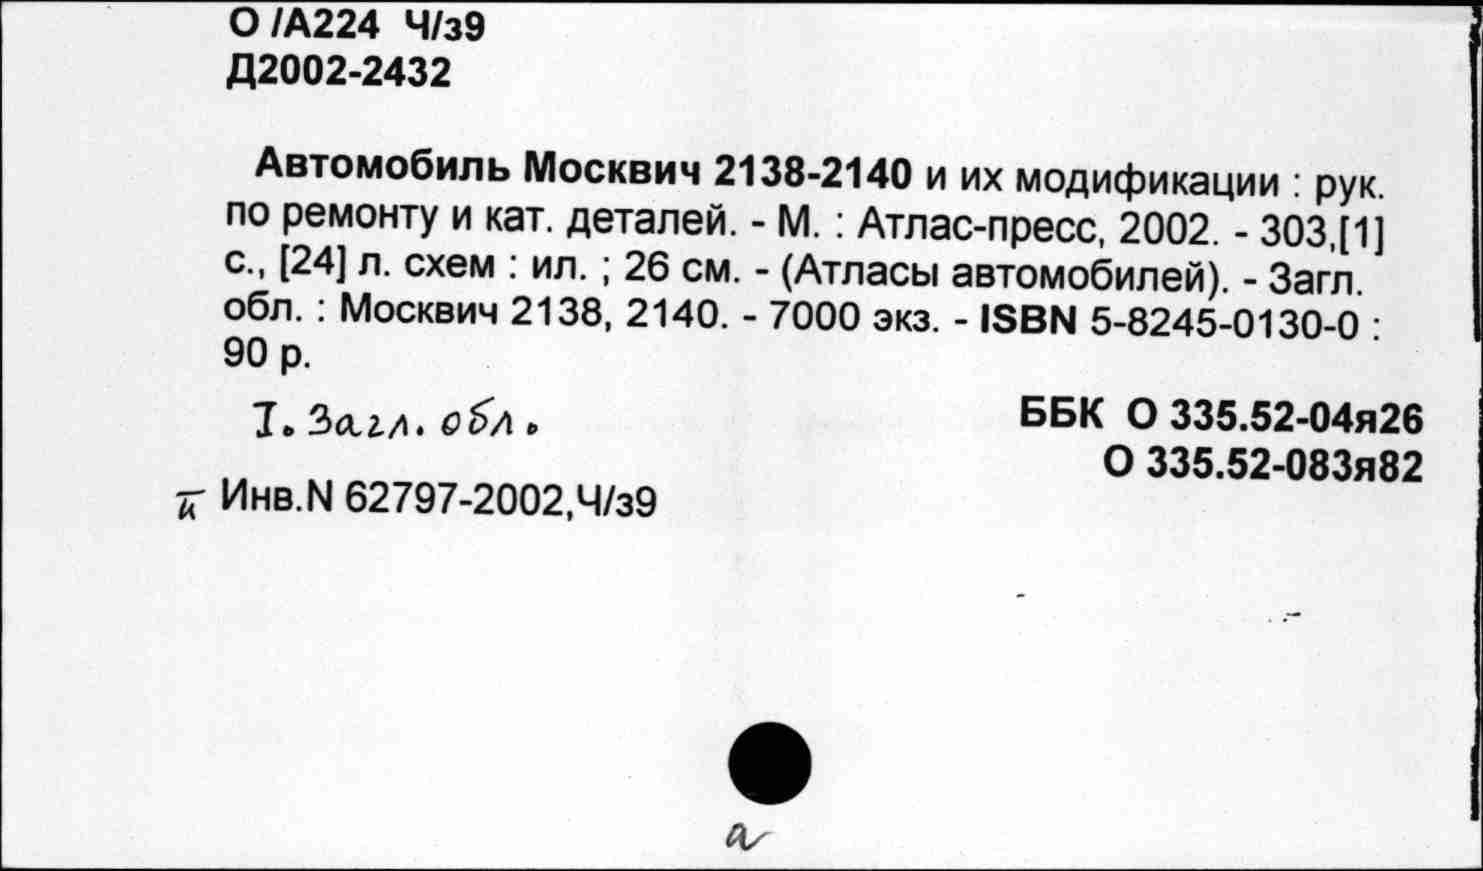 О /А224 Ч/з9
Д2002-2432
Автомобиль Москвич 2138-2140 и их модификации : рук.
по ремонту и кат. деталей. - М. : Атлас-пресс, 2002. - 303,[1]
с., [24] л. схем : ил. ; 26 см. - (Атласы автомобилей). - Загл.
обл. : Москвич 2138, 2140. - 7000 экз. - ISBN 5-8245-0130-0 :
90 р.
I. Загл. обл.
ББК О 335.52-04я26
О 335.52-083я82
Инв.N 62797-2002,Ч/з9
а